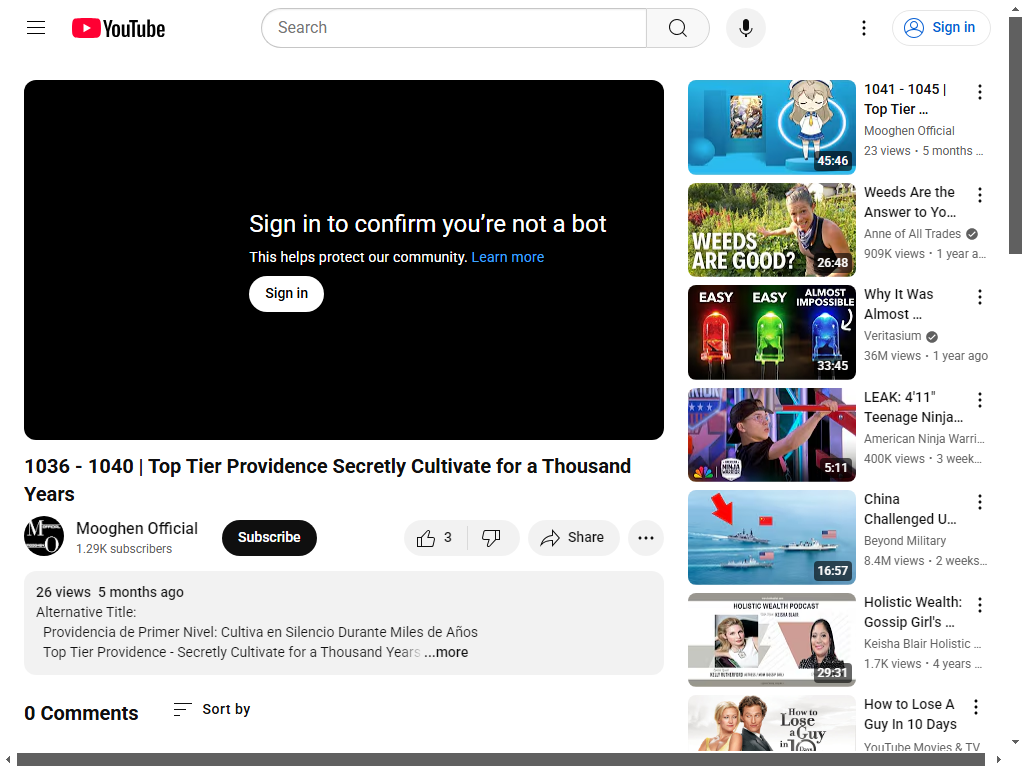 YouTube
Search
Sign in
Sign in to confirm you're not a bot
This helps protect our community. Learn more
Sign in
1036 - 1040 | Top Tier Providence Secretly Cultivate for a Thousand
Years
Mooghen Official
1.29K subscribers
Subscribe
3
Share
26 views 5 months ago
Alternative Title:
Providencia de Primer Nivel: Cultiva en Silencio Durante Miles de Años
Top Tier Providence - Secretly Cultivate for a Thousand Years ...more
0 Comments
Sort by
45:46
1041 - 1045 |
Top Tier ...
Mooghen Official
23 views • 5 months ...
WEEDS
ARE GOOD?
26:48
Weeds Are the
Answer to Yo...
Anne of All Trades
909K views • 1 year a...
EASY EASY ALMOST
IMPOSSIBLE
33:45
Why It Was
Almost ...
Veritasium
36M views • 1 year ago
AMERICAN
NINJA
WARRIOR
5:11
LEAK: 4'11"
Teenage Ninja...
American Ninja Warri...
400K views • 3 week...
16:57
China
Challenged U...
Beyond Military
8.4M views • 2 weeks...
HOLISTIC WEALTH PODCAST
KEISHA BLAIR
29:31
Holistic Wealth:
Gossip Girl's ...
Keisha Blair Holistic ...
1.7K views • 4 years ...
How to
Lose
a Guy
in 10
Days
How to Lose A
Guy In 10 Days
YouTube Movies & TV